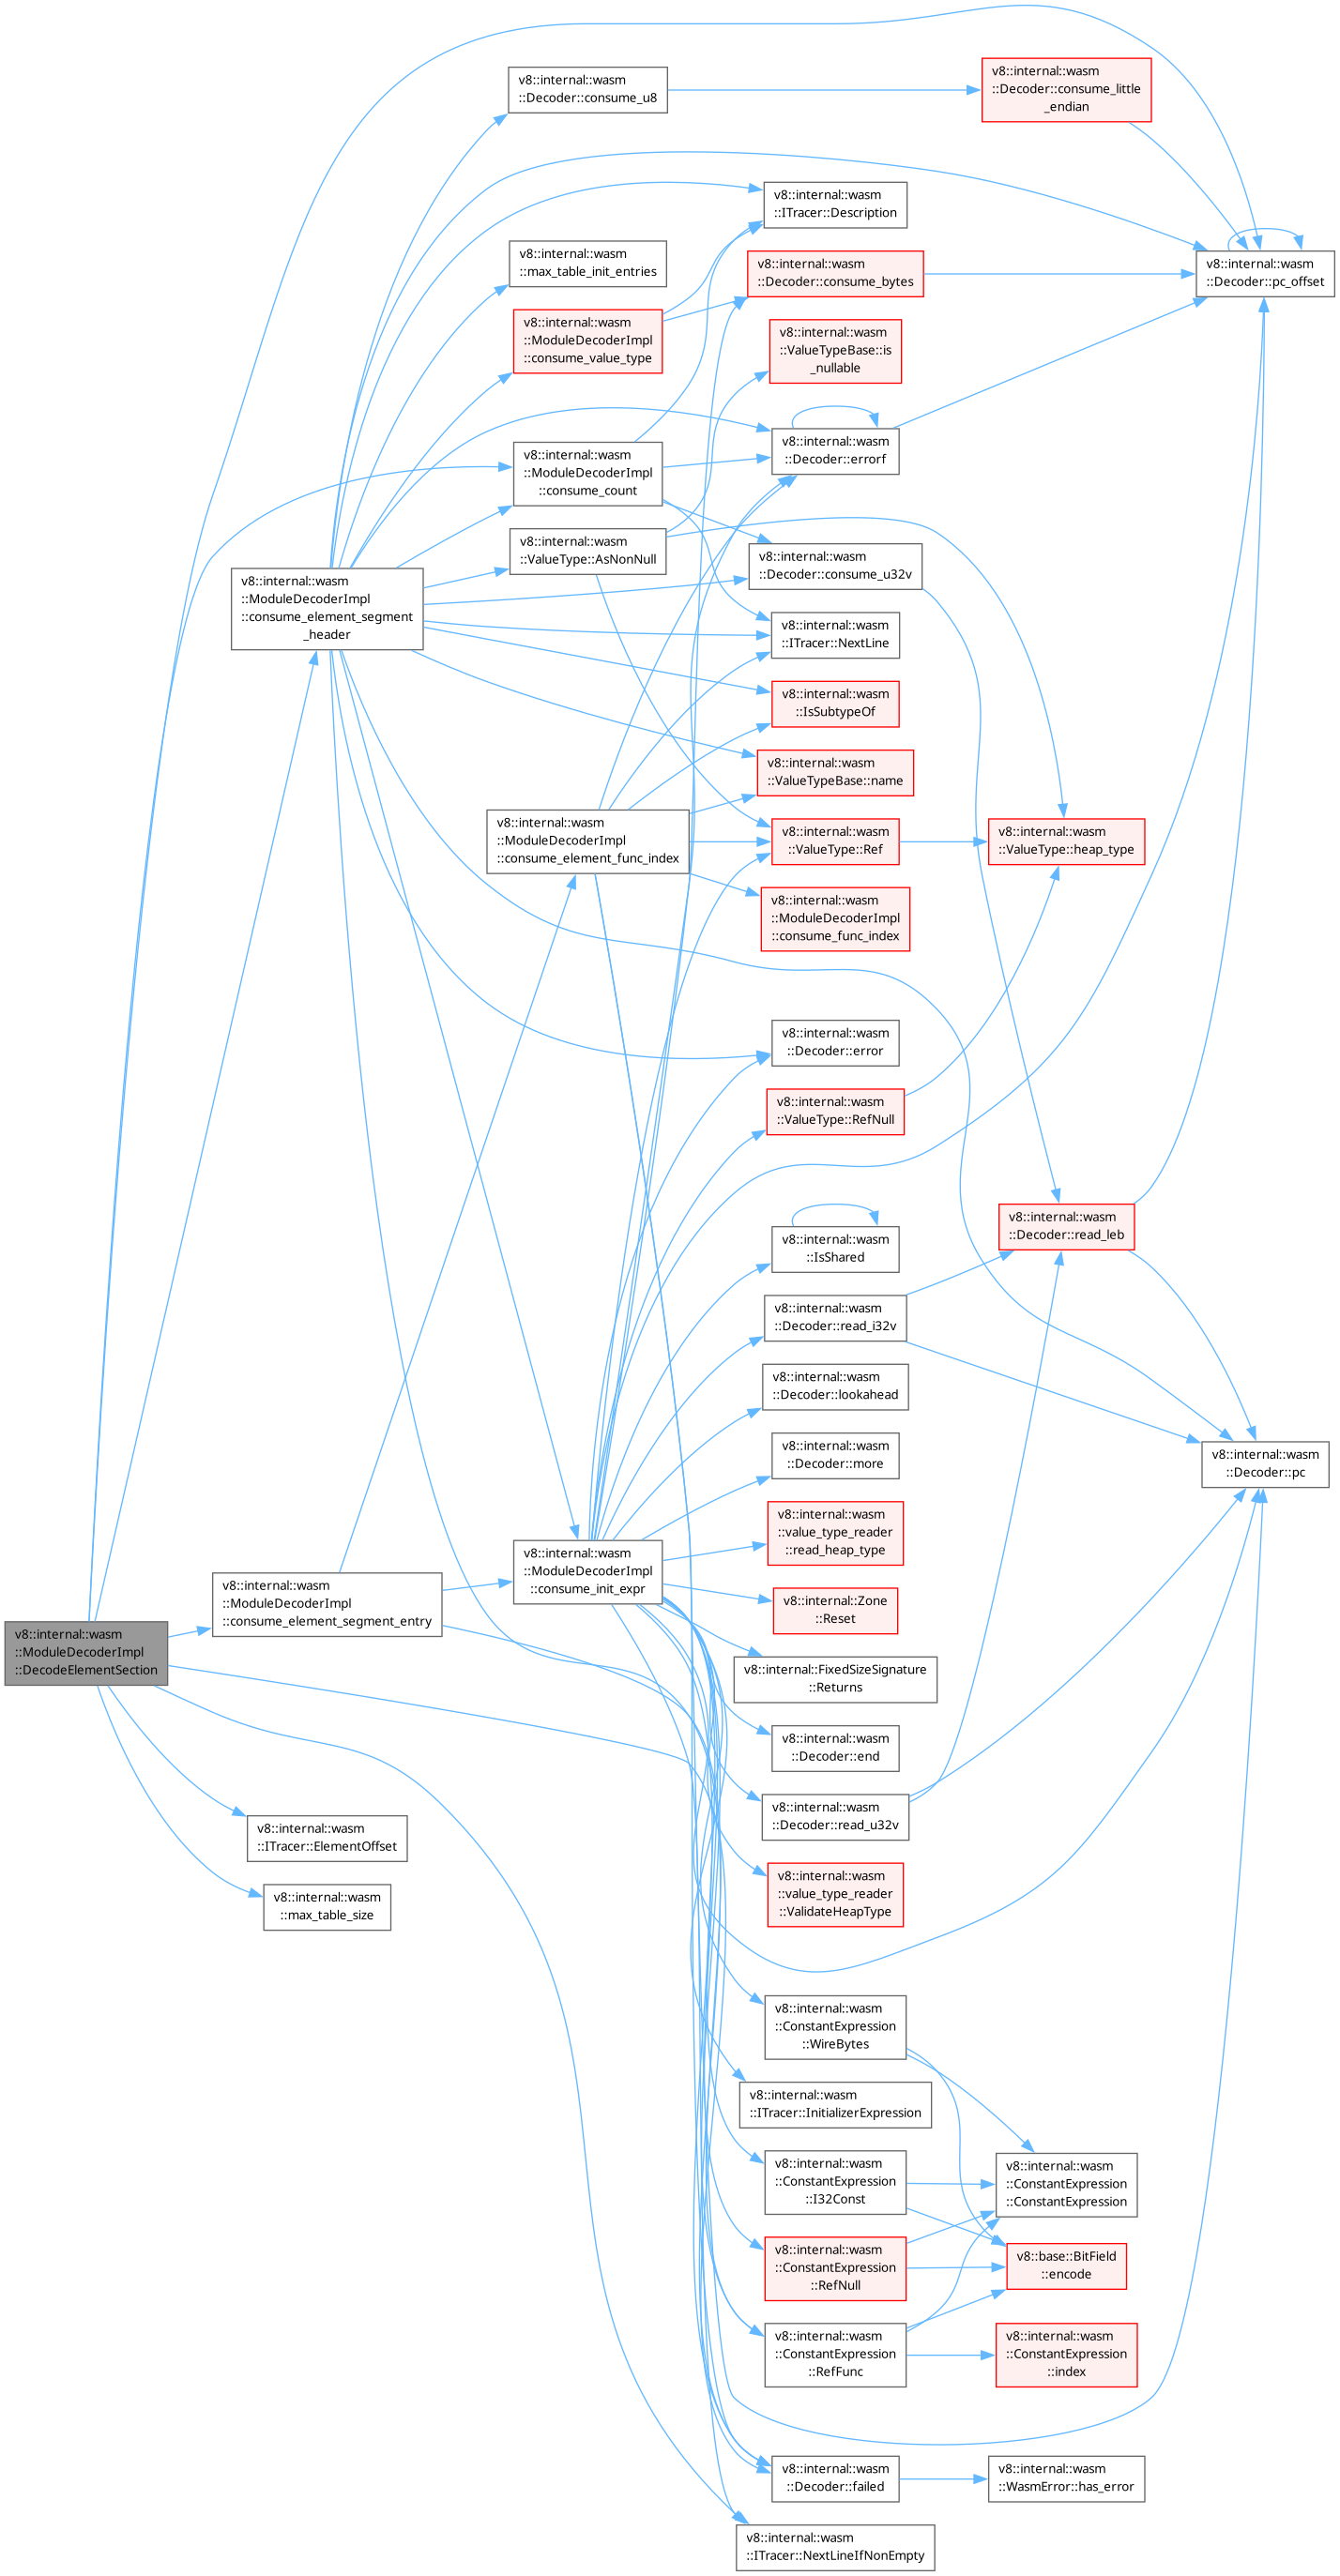 v8::internal::wasm
::Decoder::consume_u8
v8::internal::wasm
::Decoder::consume_little
_endian
v8::internal::wasm
::ITracer::Description
v8::internal::wasm
::max_table_init_entries
v8::internal::wasm
::Decoder::consume_bytes
v8::internal::wasm
::Decoder::pc_offset
v8::internal::wasm
::ModuleDecoderImpl
::consume_value_type
v8::internal::wasm
::ValueTypeBase::is
_nullable
v8::internal::wasm
::Decoder::errorf
v8::internal::wasm
::ModuleDecoderImpl
::consume_count
v8::internal::wasm
::ValueType::AsNonNull
v8::internal::wasm
::Decoder::consume_u32v
v8::internal::wasm
::ModuleDecoderImpl
::consume_element_segment
_header
v8::internal::wasm
::ITracer::NextLine
v8::internal::wasm
::IsSubtypeOf
v8::internal::wasm
::ValueTypeBase::name
v8::internal::wasm
::ModuleDecoderImpl
::consume_element_func_index
v8::internal::wasm
::ValueType::Ref
v8::internal::wasm
::ValueType::heap_type
v8::internal::wasm
::ModuleDecoderImpl
::consume_func_index
v8::internal::wasm
::Decoder::error
v8::internal::wasm
::ValueType::RefNull
v8::internal::wasm
::Decoder::read_leb
v8::internal::wasm
::IsShared
v8::internal::wasm
::Decoder::read_i32v
v8::internal::wasm
::Decoder::lookahead
v8::internal::wasm
::Decoder::more
v8::internal::wasm
::Decoder::pc
v8::internal::wasm
::value_type_reader
::read_heap_type
v8::internal::wasm
::ModuleDecoderImpl
::consume_init_expr
v8::internal::wasm
::ModuleDecoderImpl
::consume_element_segment_entry
v8::internal::Zone
::Reset
v8::internal::wasm
::ModuleDecoderImpl
::DecodeElementSection
v8::internal::FixedSizeSignature
::Returns
v8::internal::wasm
::Decoder::end
v8::internal::wasm
::Decoder::read_u32v
v8::internal::wasm
::ITracer::ElementOffset
v8::internal::wasm
::max_table_size
v8::internal::wasm
::value_type_reader
::ValidateHeapType
v8::internal::wasm
::ConstantExpression
::WireBytes
v8::internal::wasm
::ITracer::InitializerExpression
v8::internal::wasm
::ConstantExpression
::I32Const
v8::internal::wasm
::ConstantExpression
::ConstantExpression
v8::internal::wasm
::ConstantExpression
::RefNull
v8::base::BitField
::encode
v8::internal::wasm
::ConstantExpression
::RefFunc
v8::internal::wasm
::ConstantExpression
::index
v8::internal::wasm
::Decoder::failed
v8::internal::wasm
::WasmError::has_error
v8::internal::wasm
::ITracer::NextLineIfNonEmpty